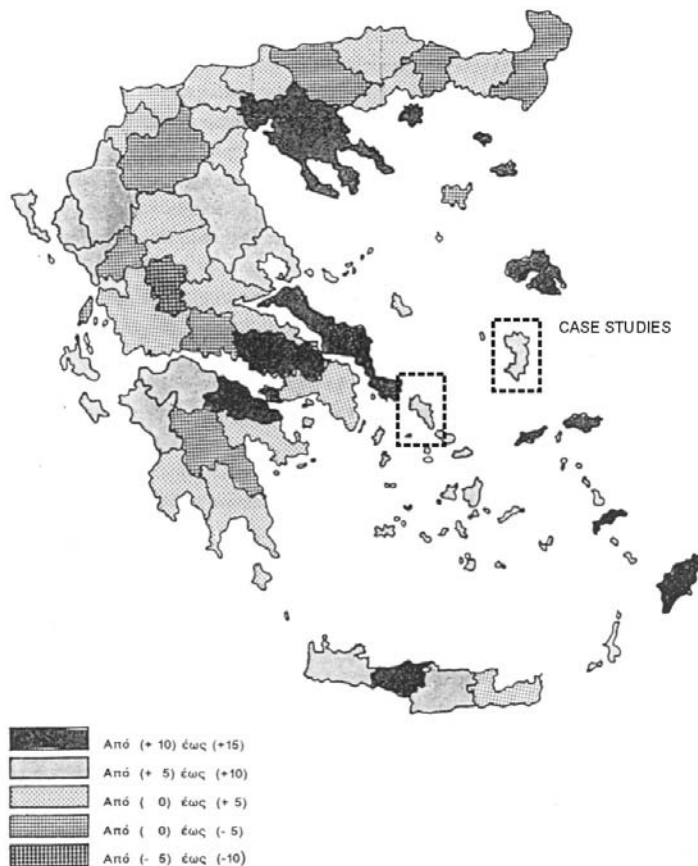 CASE STUDIES
Από (+ 10) έως (+15)
Από (+ 5) έως (+10)
Από ( 0) έως (+ 5)
Από ( 0) έως (- 5)
Από (- 5) έως (-10)